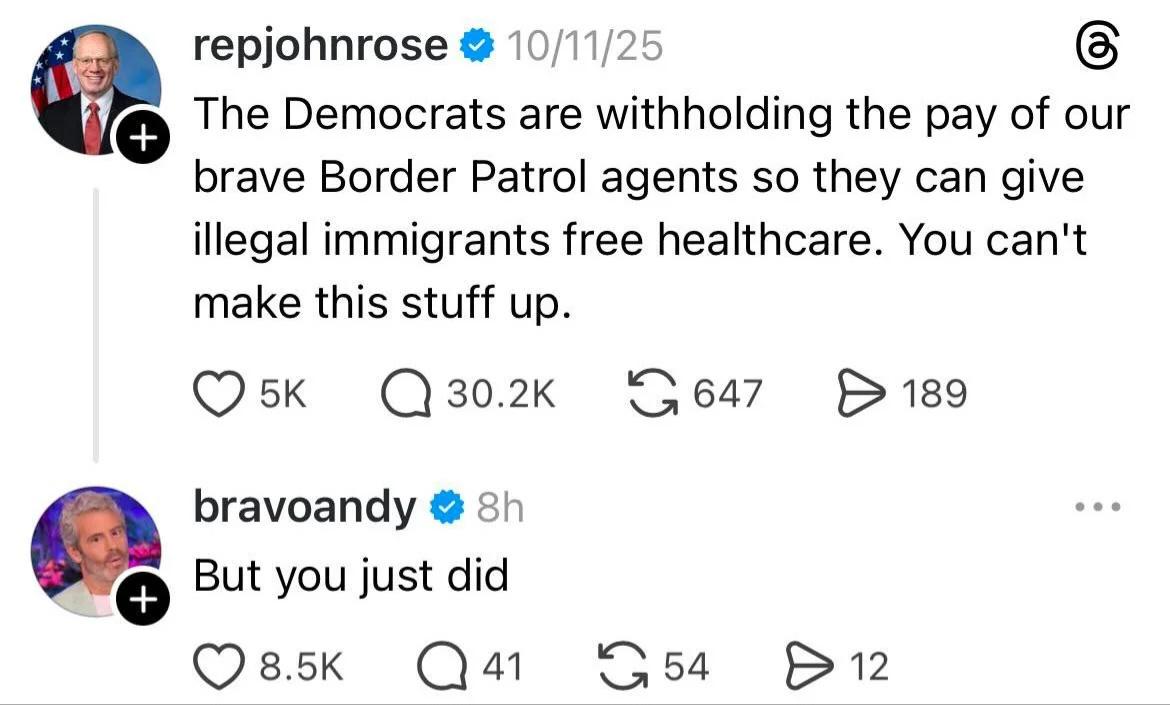 repjohnrose 10/11/25
The Democrats are withholding the pay of our
brave Border Patrol agents so they can give
illegal immigrants free healthcare. You can't
make this stuff up.
5K 30.2K 647 189
bravoandy 8h
But you just did
8.5K 41 54 12